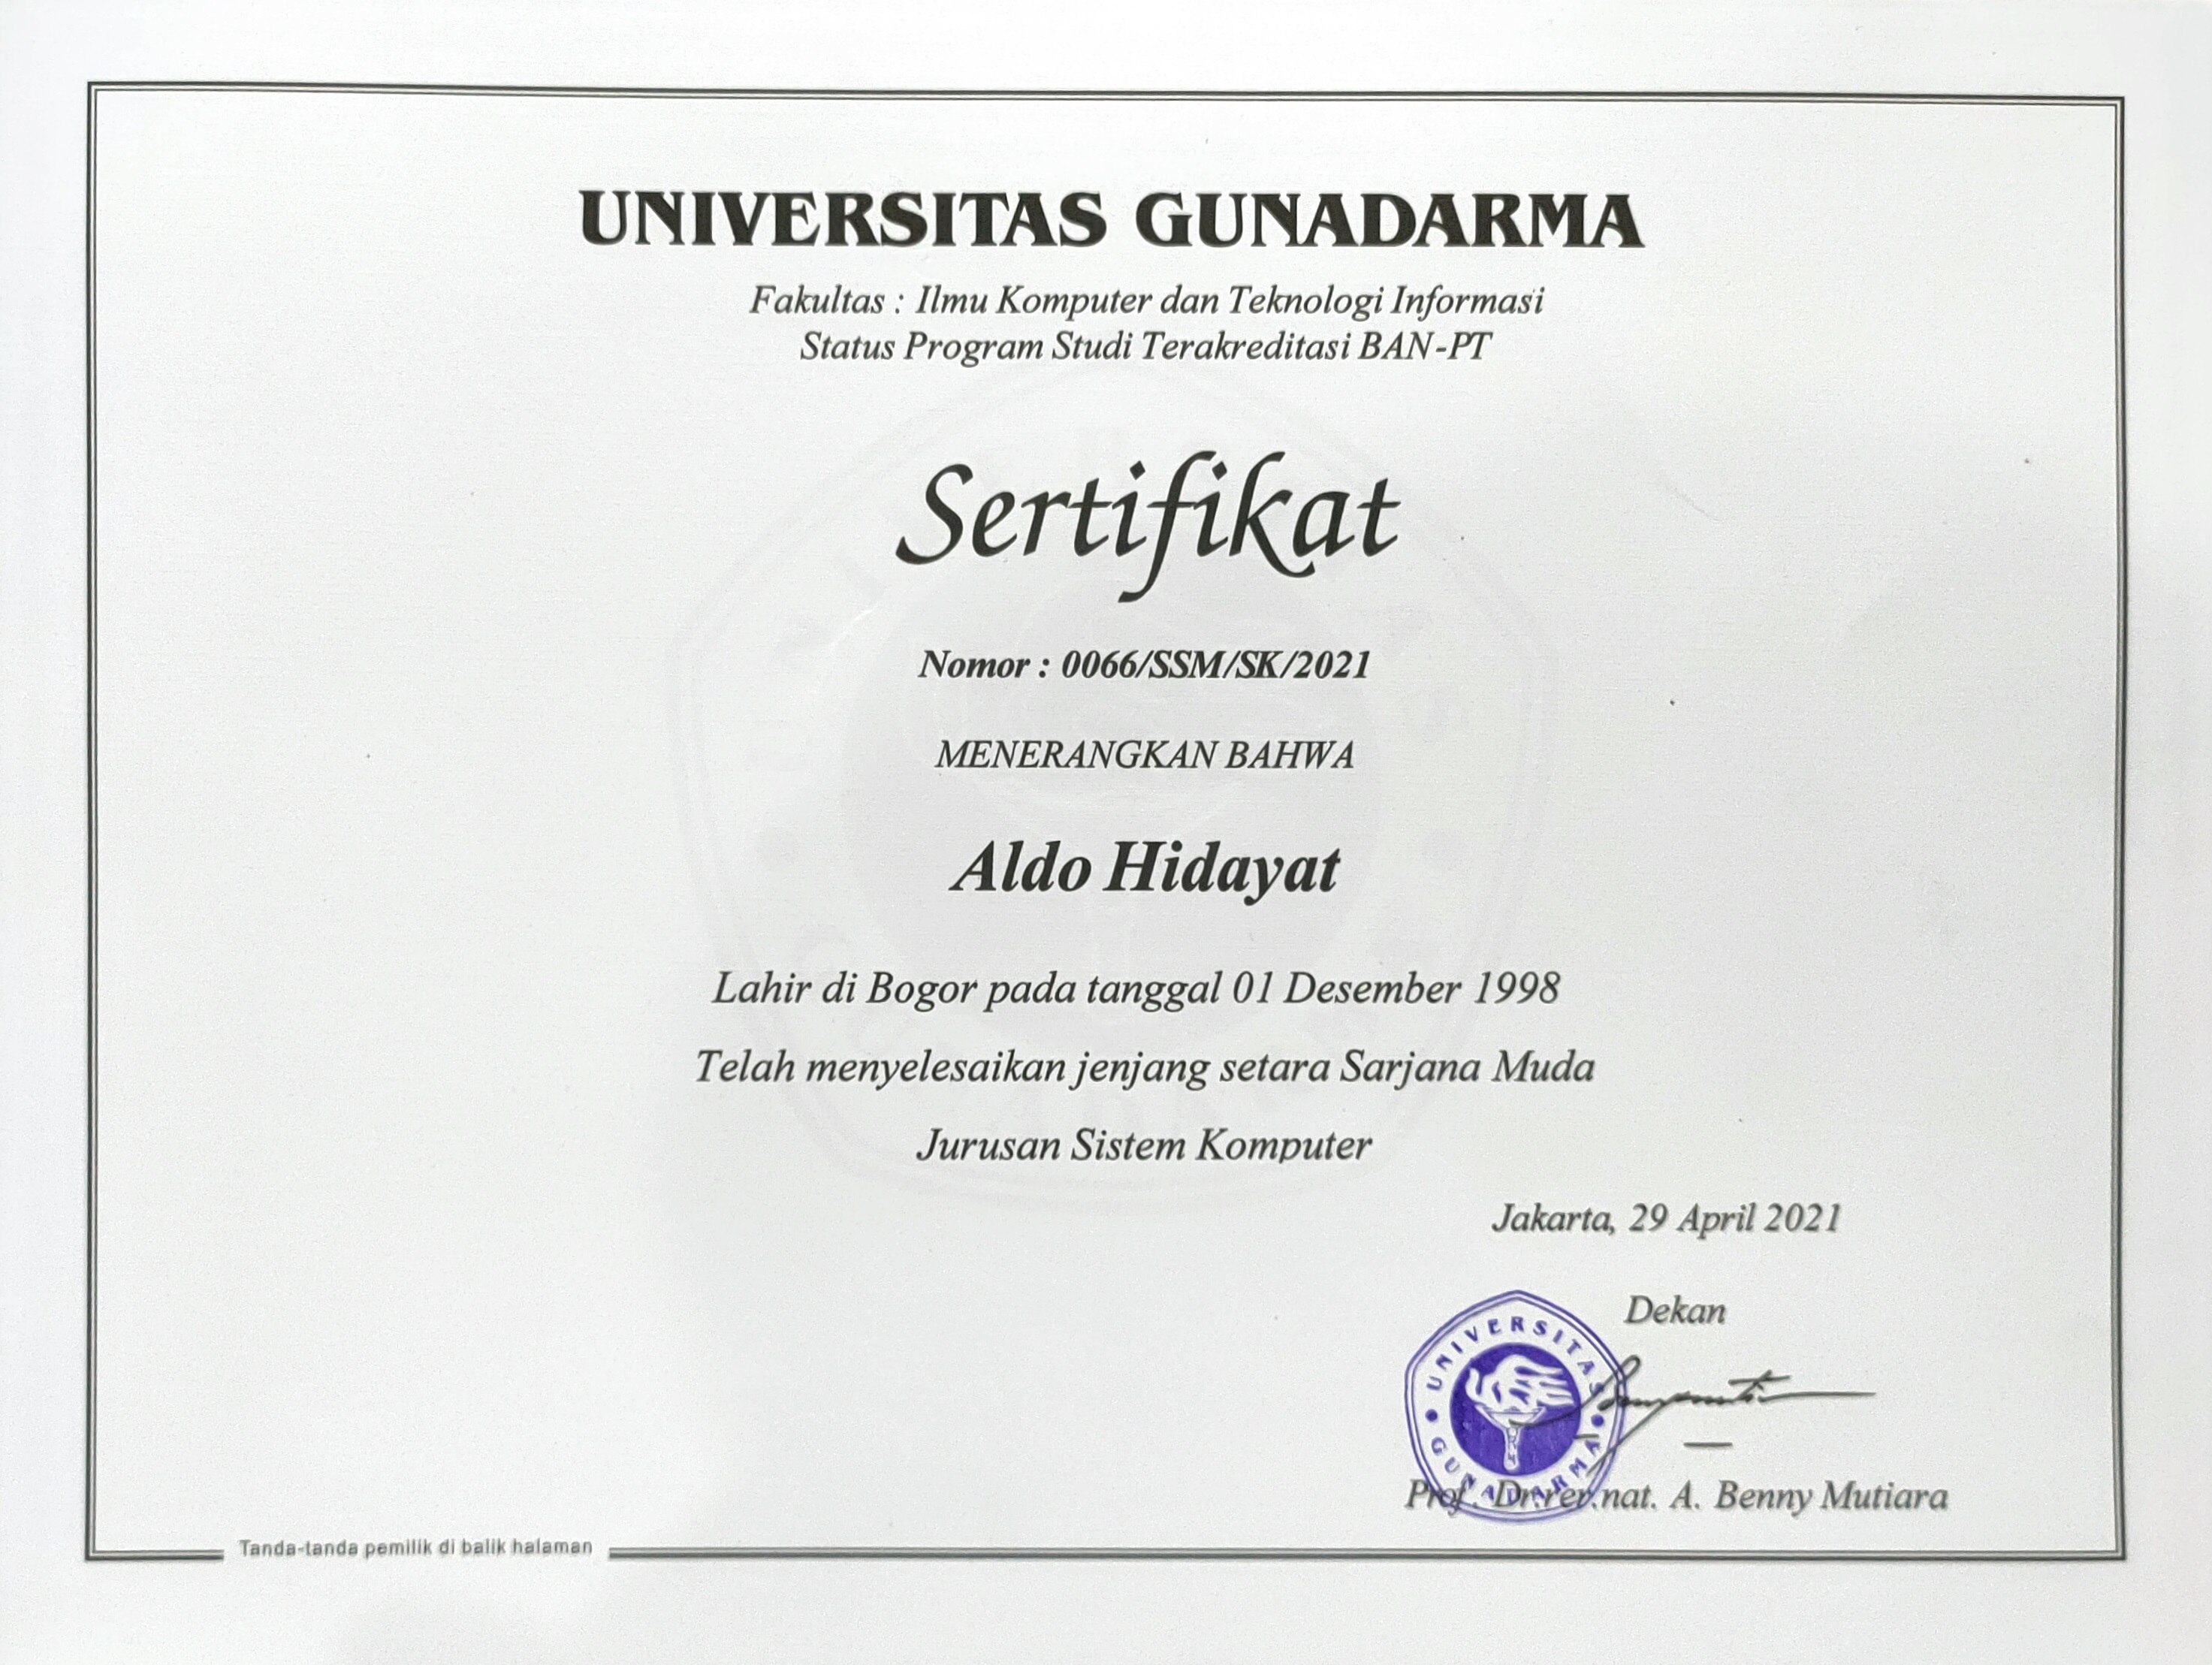 UNIVERSITAS GUNADARMA
Fakultas : Ilmu Komputer dan Teknologi Informasi
Status Program Studi Terakreditasi BAN-PT
Sertifikat
Nomor : 0066/SSM/SK/2021
MENERANGKAN BAHWA
Aldo Hidayat
Lahir di Bogor pada tanggal 01 Desember 1998
Telah menyelesaikan jenjang setara Sarjana Muda
Jurusan Sistem Komputer
Jakarta, 29 April 2021
Dekan
UNIVERSITAS GUNADARMA
Prof. Dr.rer.nat. A. Benny Mutiara
Tanda-tanda pemilik di balik halaman